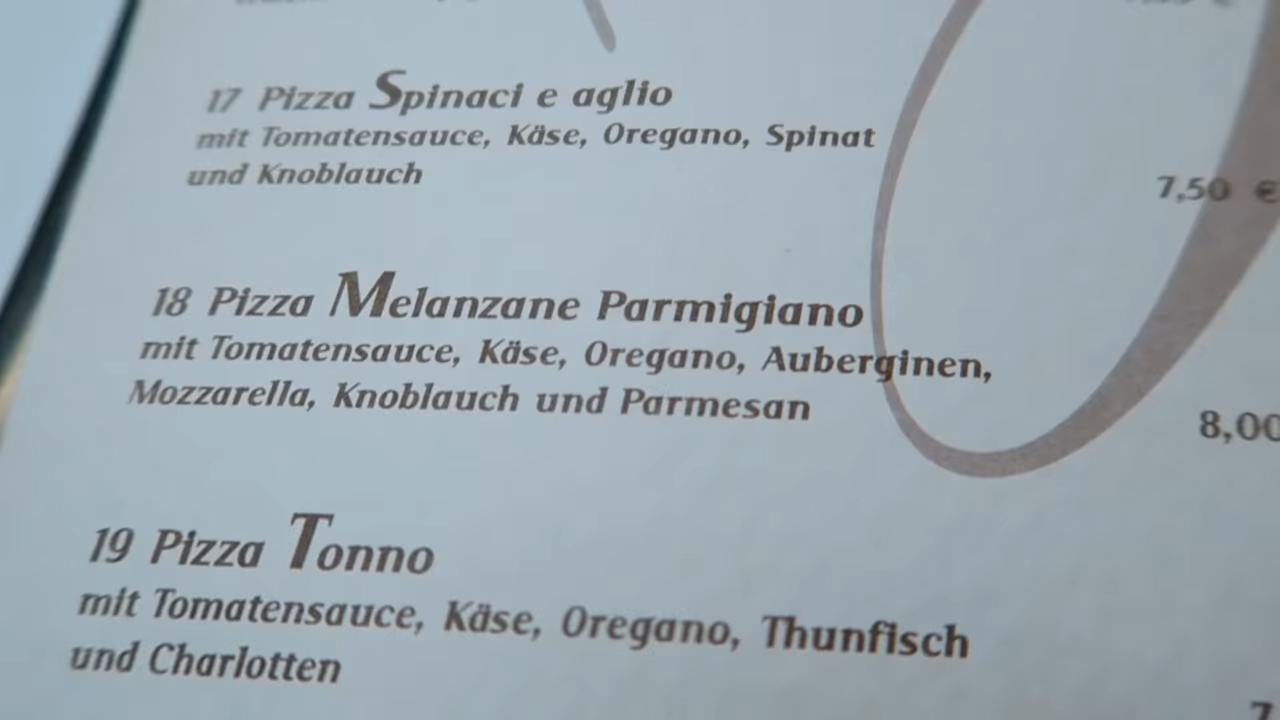 17 Pizza Spinaci e aglio
mit Tomatensauce, Käse, Oregano, Spinat
und Knoblauch
7,50 €
18 Pizza Melanzane Parmigiano
mit Tomatensauce, Käse, Oregano, Auberginen,
Mozzarella, Knoblauch und Parmesan
8,00
19 Pizza Tonno
mit Tomatensauce, Käse, Oregano, Thunfisch
und Charlotten